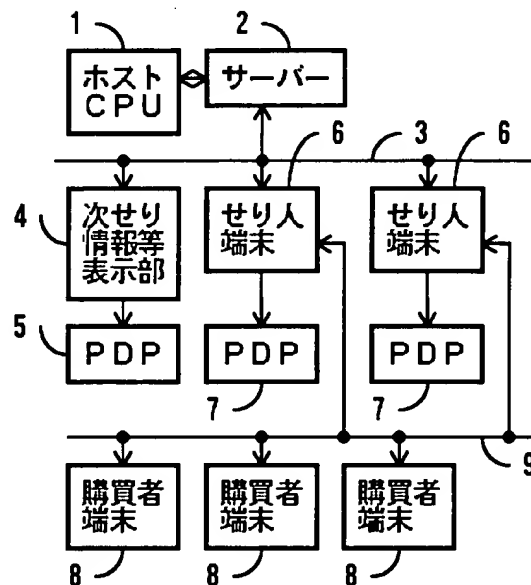 1
2
ホスト
CPU
サーバー
6
3
6
4
次せり
情報等
表示部
せり人
端末
せり人
端末
5
PDP
PDP
PDP
7
7
9
購買者
端末
購買者
端末
購買者
端末
8
8
8